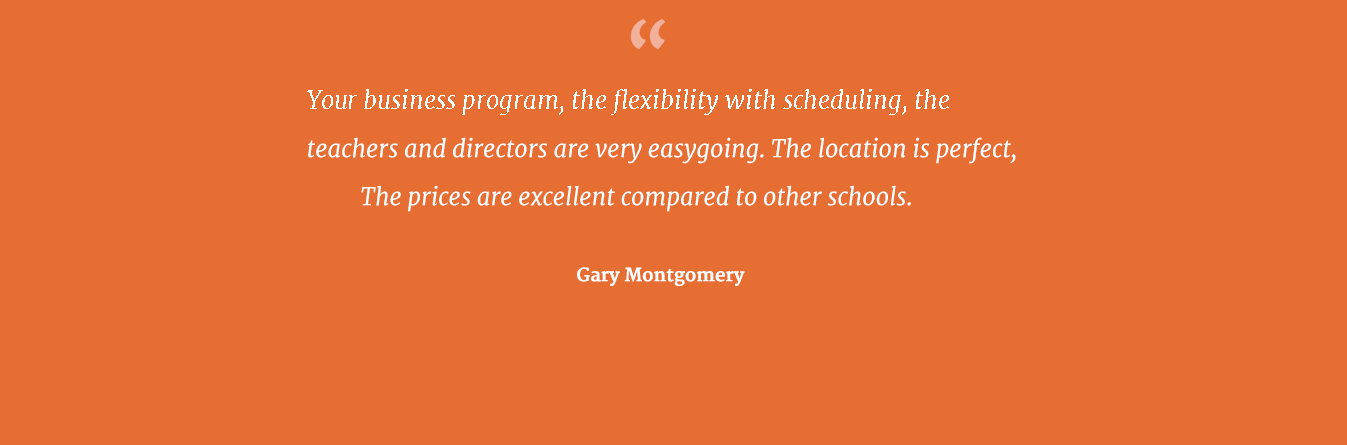 “
Your business program, the flexibility with scheduling, the
teachers and directors are very easygoing. The location is perfect,
The prices are excellent compared to other schools.
Gary Montgomery